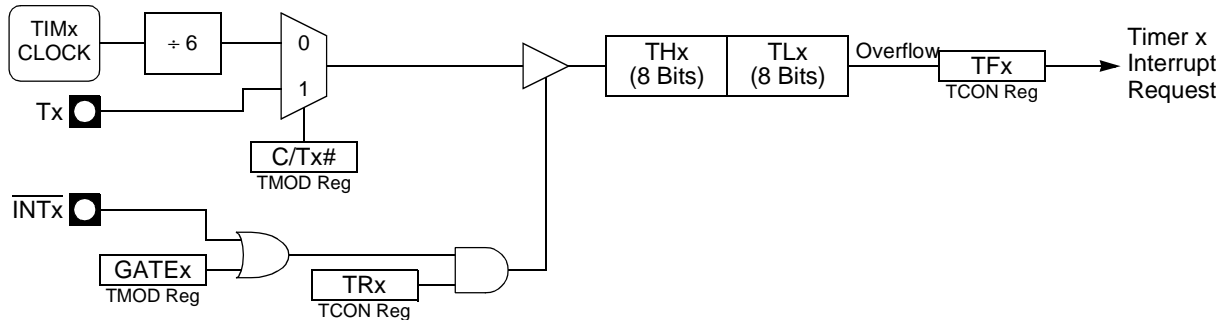 TIMx
CLOCK
÷ 6
0
1
Tx
C/Tx#
TMOD Reg
THx
(8 Bits)
TLx
(8 Bits)
Overflow
TFx
TCON Reg
Timer x
Interrupt
Request
INTx
GATEx
TMOD Reg
TRx
TCON Reg